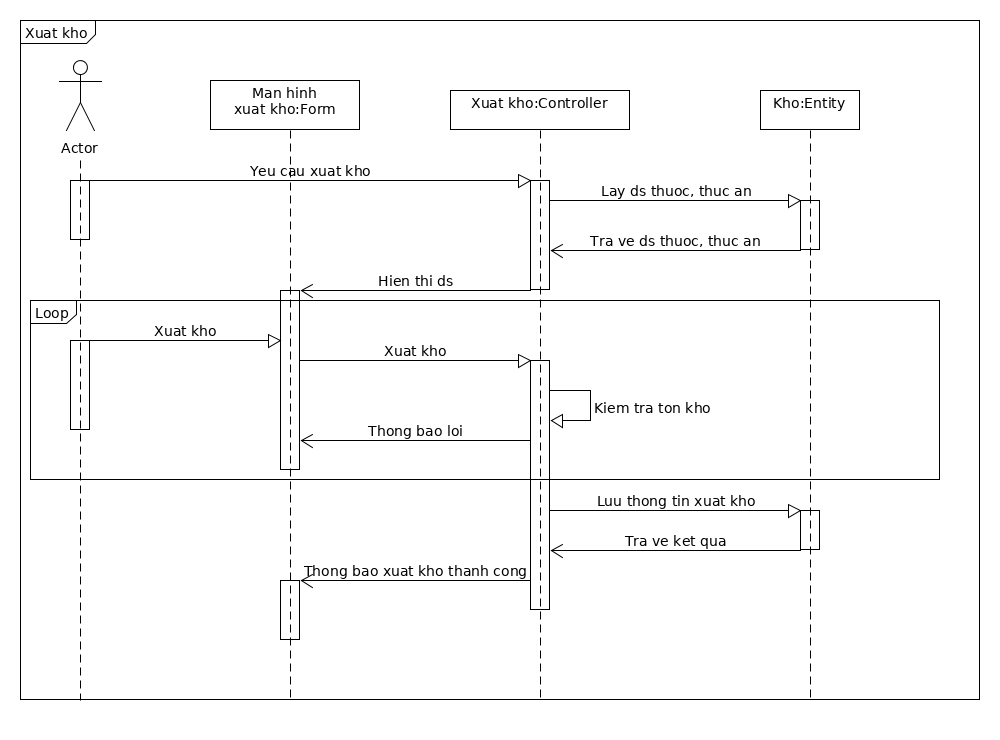 Xuat kho
Man hinh
xuat kho:Form
Xuat kho:Controller
Kho:Entity
Actor
Yeu cau xuat kho
Lay ds thuoc, thuc an
Tra ve ds thuoc, thuc an
Hien thi ds
Loop
Xuat kho
Xuat kho
Kiem tra ton kho
Thong bao loi
Luu thong tin xuat kho
Tra ve ket qua
Thong bao xuat kho thanh cong